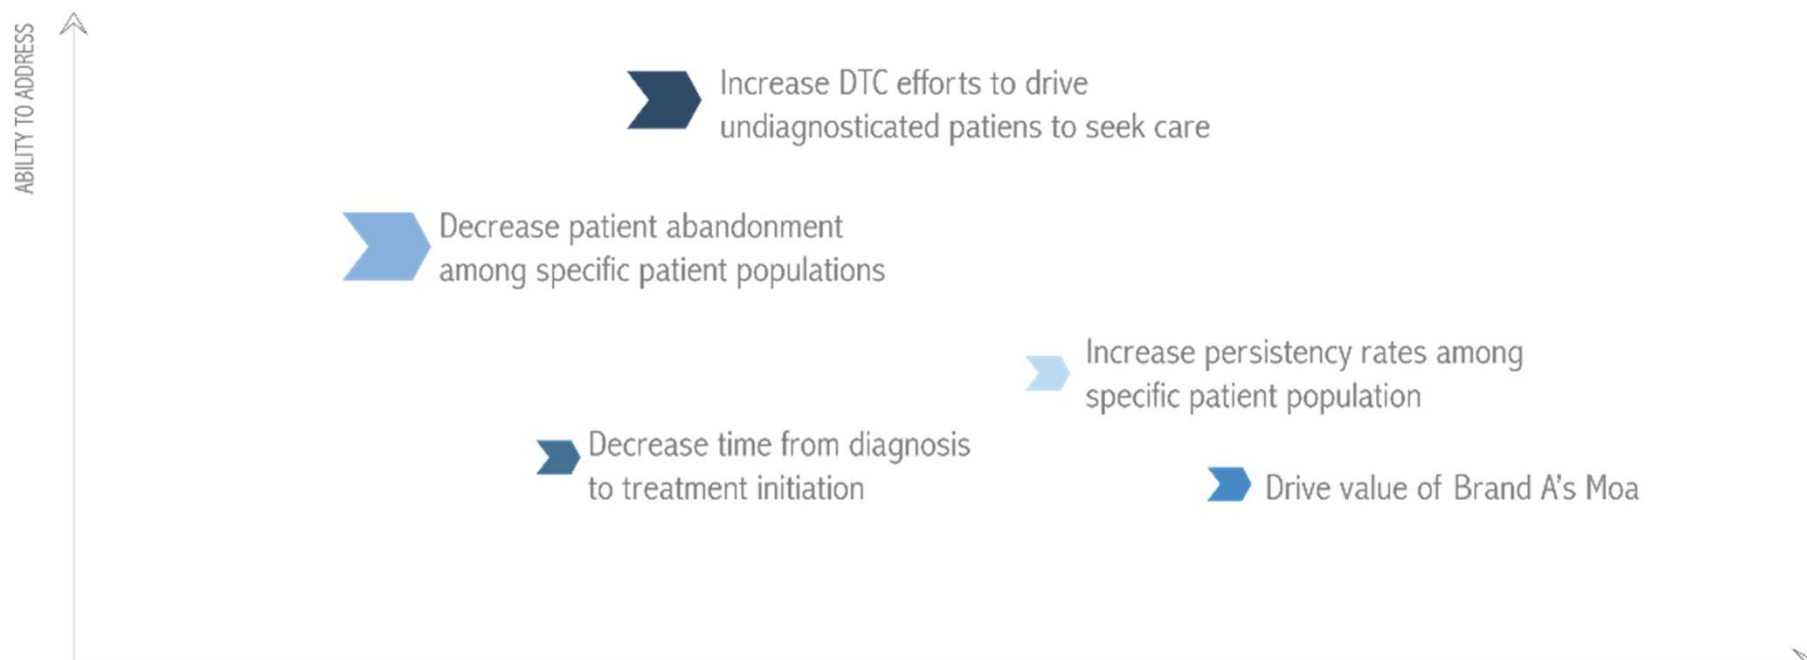 ABILITY TO ADDRESS
Increase DTC efforts to drive
undiagnosticated patiens to seek care
Decrease patient abandonment
among specific patient populations
Increase persistency rates among
specific patient population
Decrease time from diagnosis
to treatment initiation
Drive value of Brand A's Moa